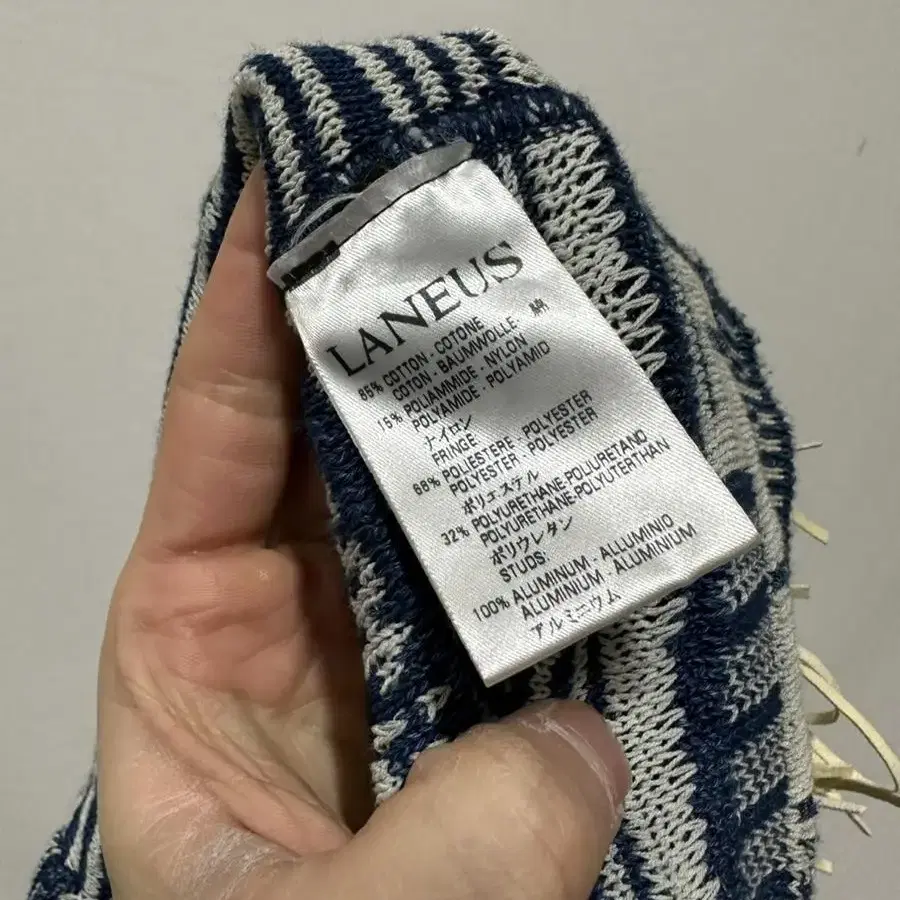 LANEUS
85% COTTON - COTONE
COTON - BAUMWOLLE-
15% POLIAMMIDE - NYLON
POLYAMIDE - POLYAMID
ナイロン
FRINGE:
68% POLIESTERE - POLYESTER
POLYESTER - POLYESTER
ポリエステル
32% POLYURETHANE.POLIURETANO
POLYURETHANE.POLYUTERTHAN
ポリウレタン
STUDS:
100% ALUMINUM , ALLUMINIO
ALUMINIUM , ALUMINIUM
アルミニウム